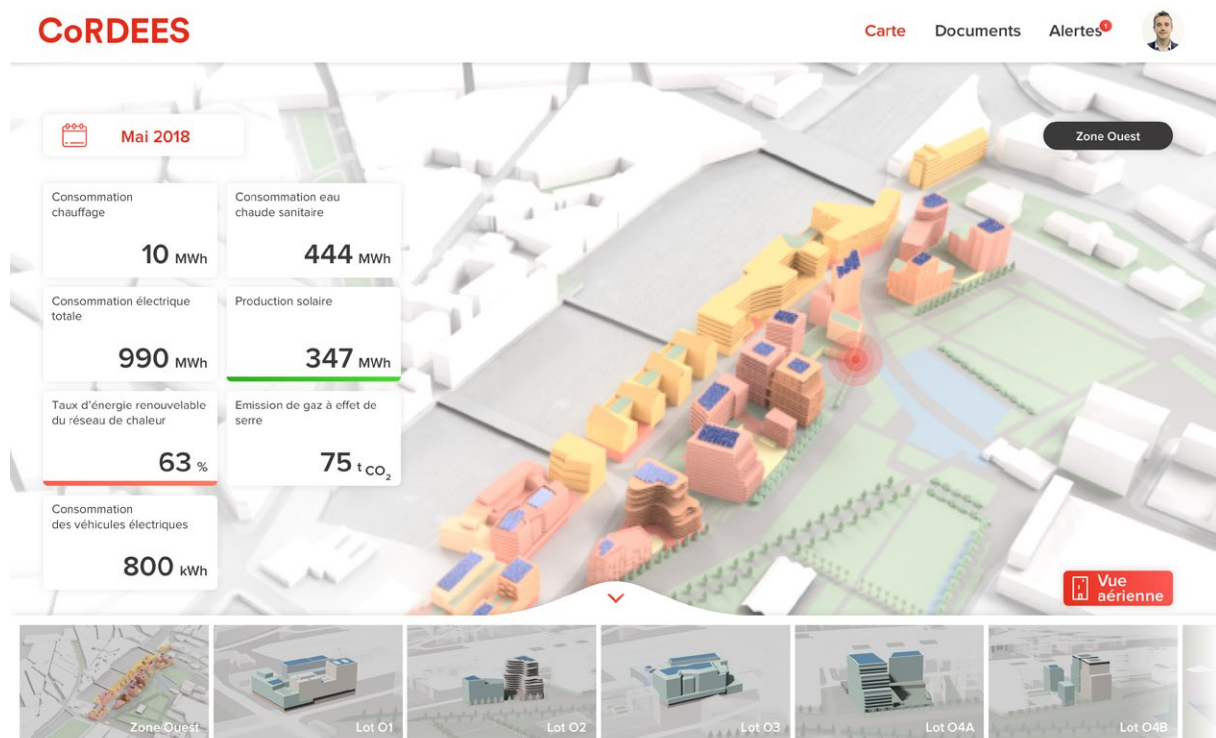 CoRDEES
Carte
Documents
Alertes
1
Mai 2018
Zone Ouest
Consommation
chauffage
10 MWh
Consommation eau
chaude sanitaire
444 MWh
Consommation électrique
totale
990 MWh
Production solaire
347 MWh
Taux d'énergie renouvelable
du réseau de chaleur
63 %
Emission de gaz à effet de
serre
75 t CO2
Consommation
des véhicules électriques
800 kWh
Vue
aérienne
Zone Ouest
Lot O1
Lot O2
Lot O3
Lot O4A
Lot O4B